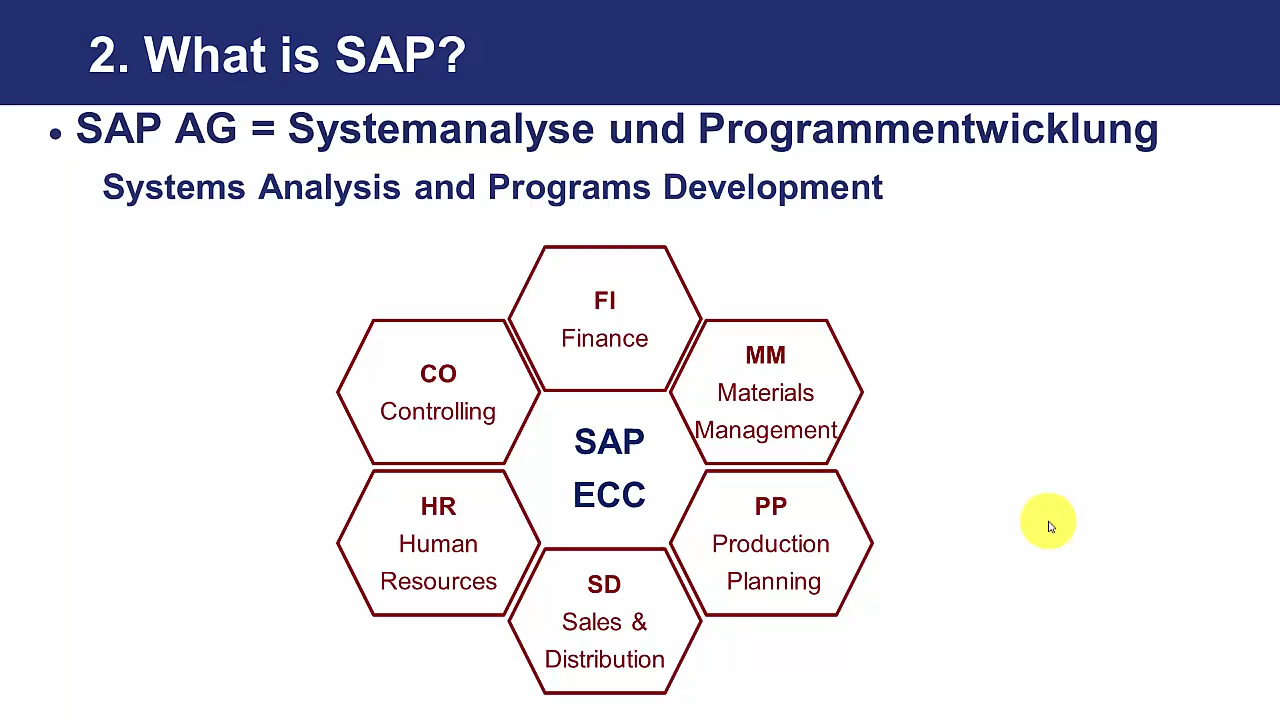 2. What is SAP?
• SAP AG = Systemanalyse und Programmentwicklung
Systems Analysis and Programs Development
FI
Finance
MM
Materials
Management
CO
Controlling
SAP
ECC
HR
Human
Resources
PP
Production
Planning
SD
Sales &
Distribution